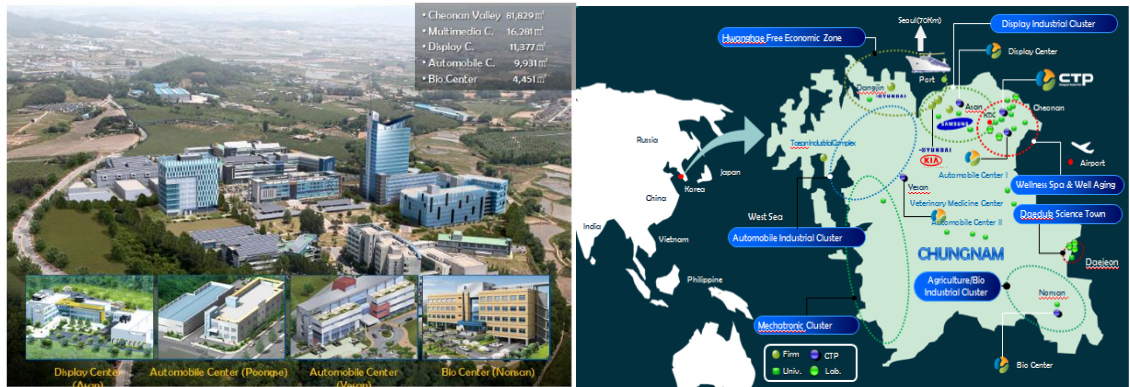 • Cheonan Valley 61,829㎡
• Multimedia C. 16,281㎡
• Display C. 11,377㎡
• Automobile C. 9,931㎡
• Bio Center 4,451㎡
Display Center
(Asan)
Automobile Center (Poongse)
Automobile Center
(Yesan)
Bio Center (Nonsan)
Seoul(70Km)
Display Industrial Cluster
Hwanghae Free Economic Zone
Display Center
Port
CTP
Dangjin
HYUNDAI
Asan
KTX
Cheonan
SAMSUNG
Russia
Taean Industrial Complex
HYUNDAI
KIA
Airport
Japan
Automobile Center I
Korea
Yesan
Wellness Spa & Well Aging
China
Veterinary Medicine Center
West Sea
Daeduk Science Town
India
Automobile Center II
Vietnam
Automobile Industrial Cluster
CHUNGNAM
Daejeon
Philippine
Agriculture/Bio
Industrial Cluster
Nonsan
Mechatronic Cluster
Firm CTP
Univ. Lab.
Bio Center